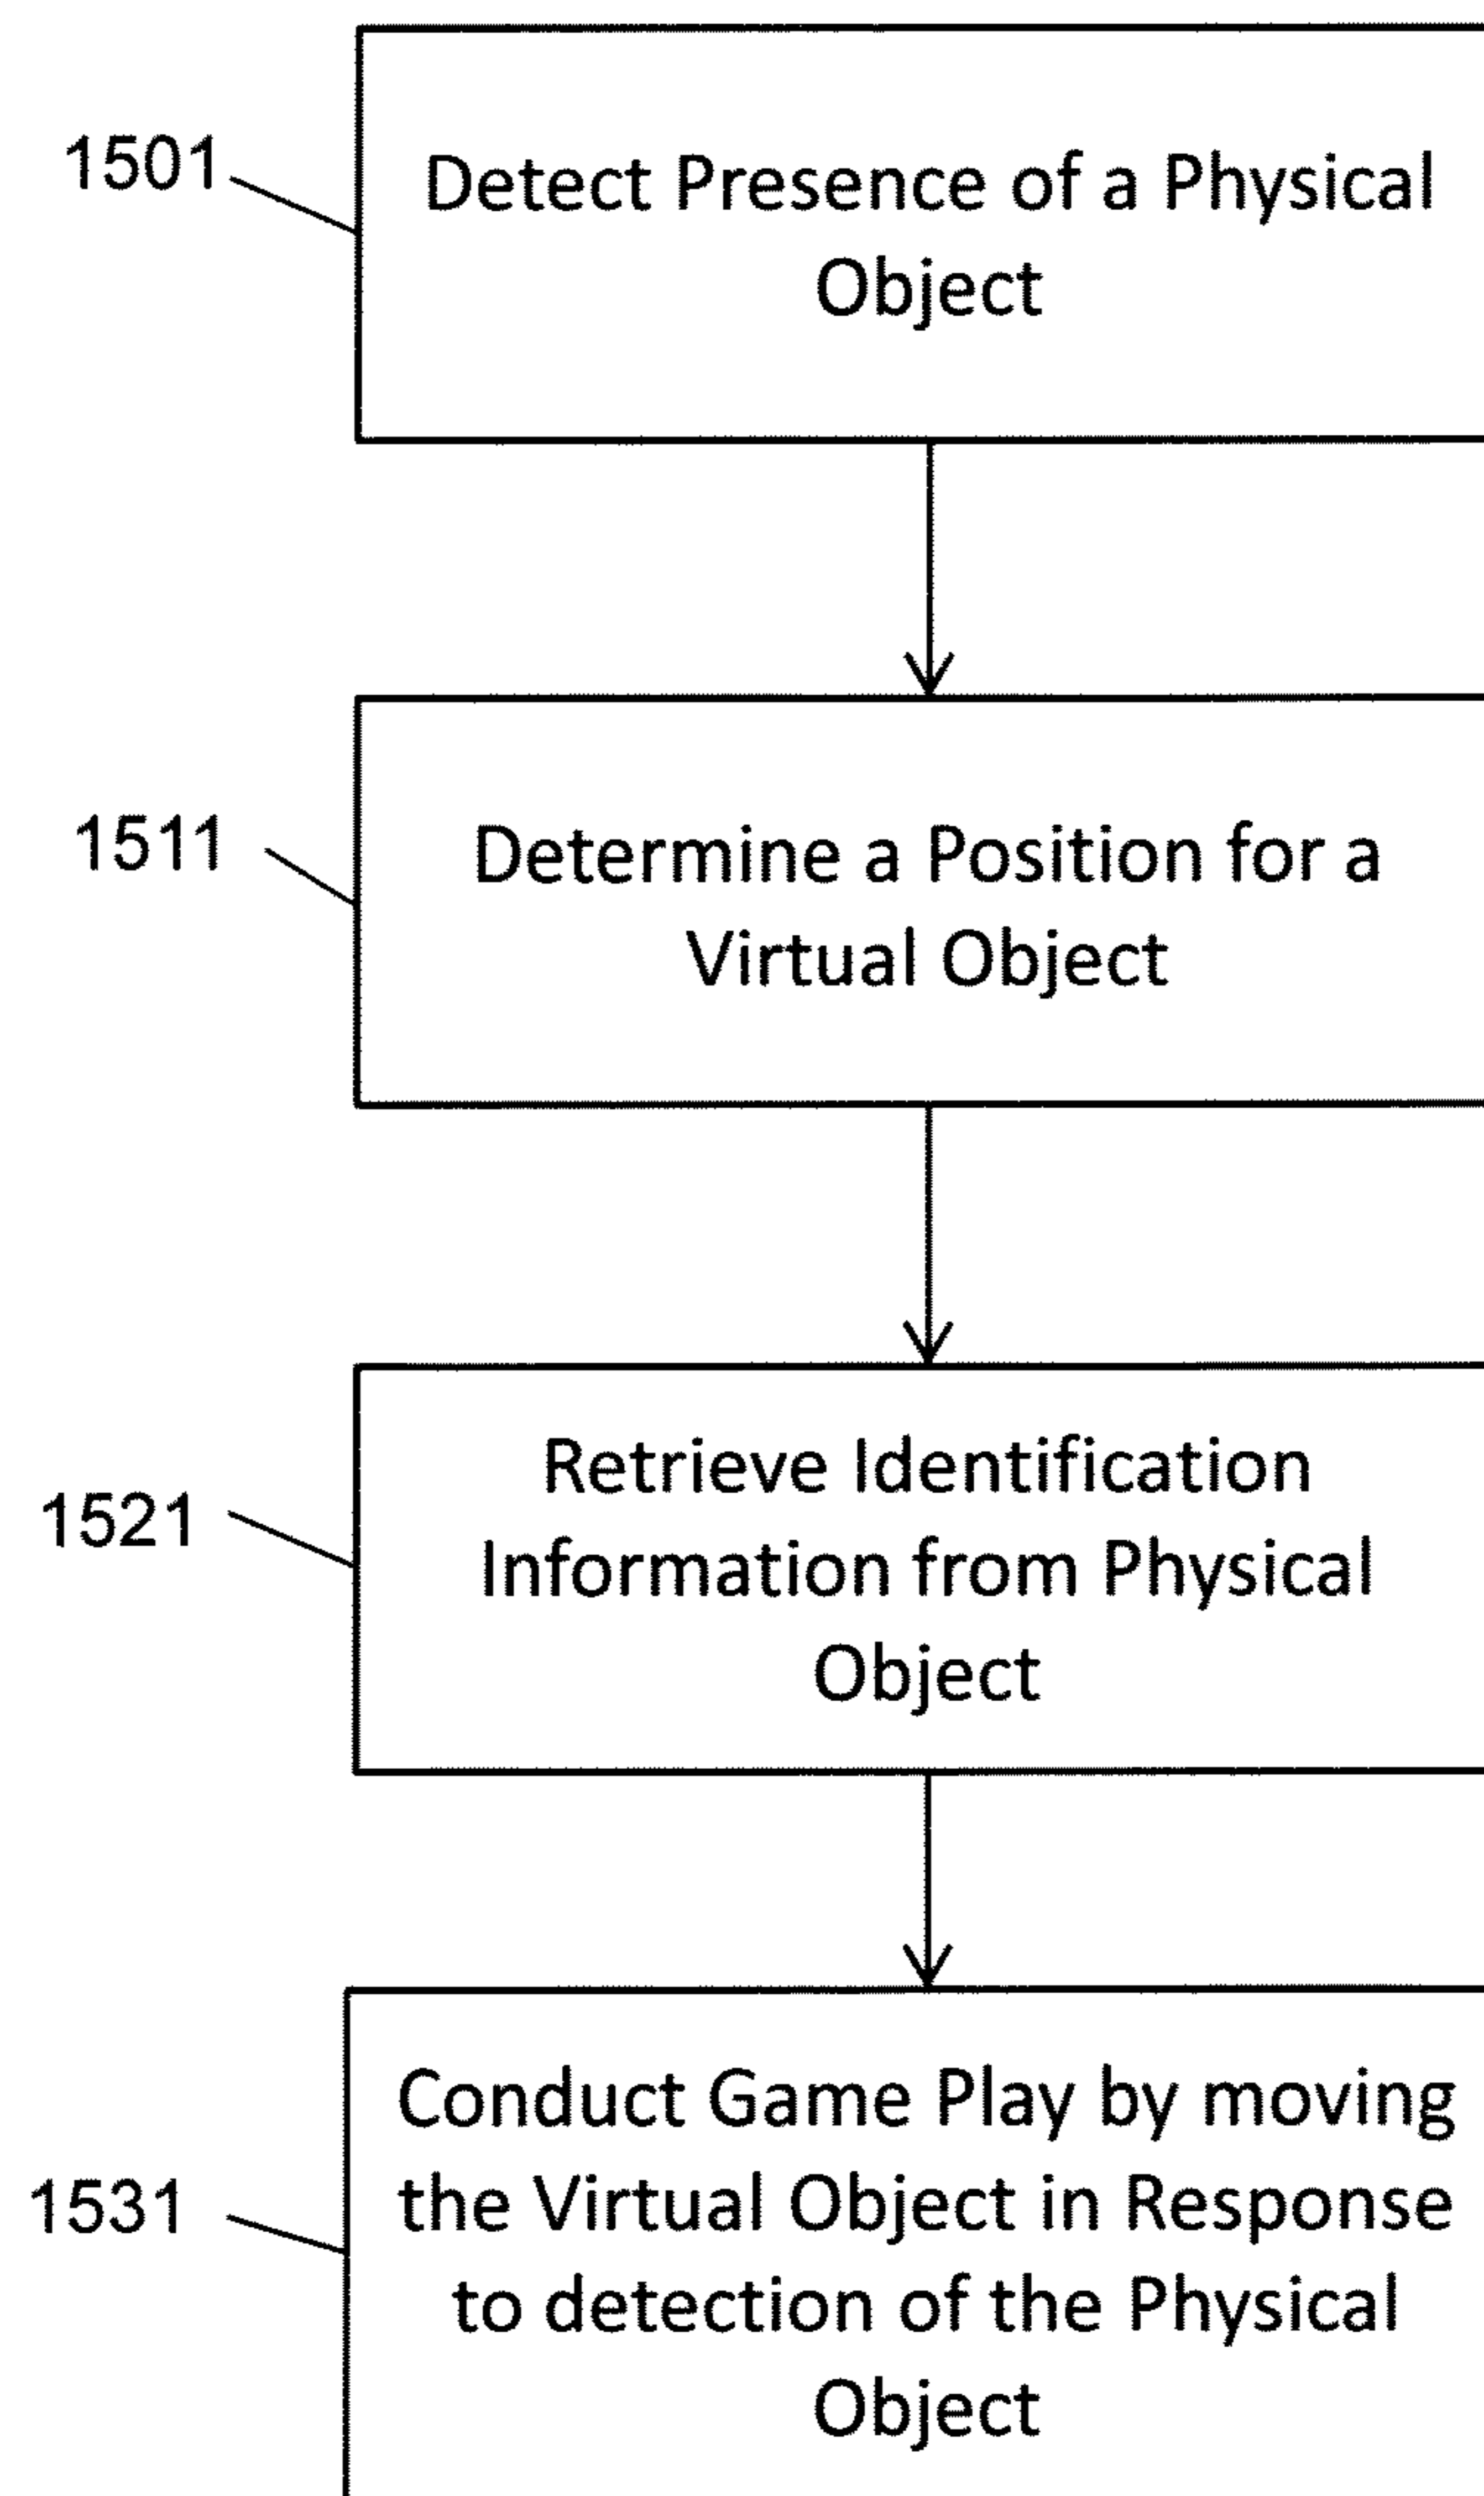 1501
Detect Presence of a Physical
Object
1511
Determine a Position for a
Virtual Object
1521
Retrieve Identification
Information from Physical
Object
1531
Conduct Game Play by moving
the Virtual Object in Response
to detection of the Physical
Object